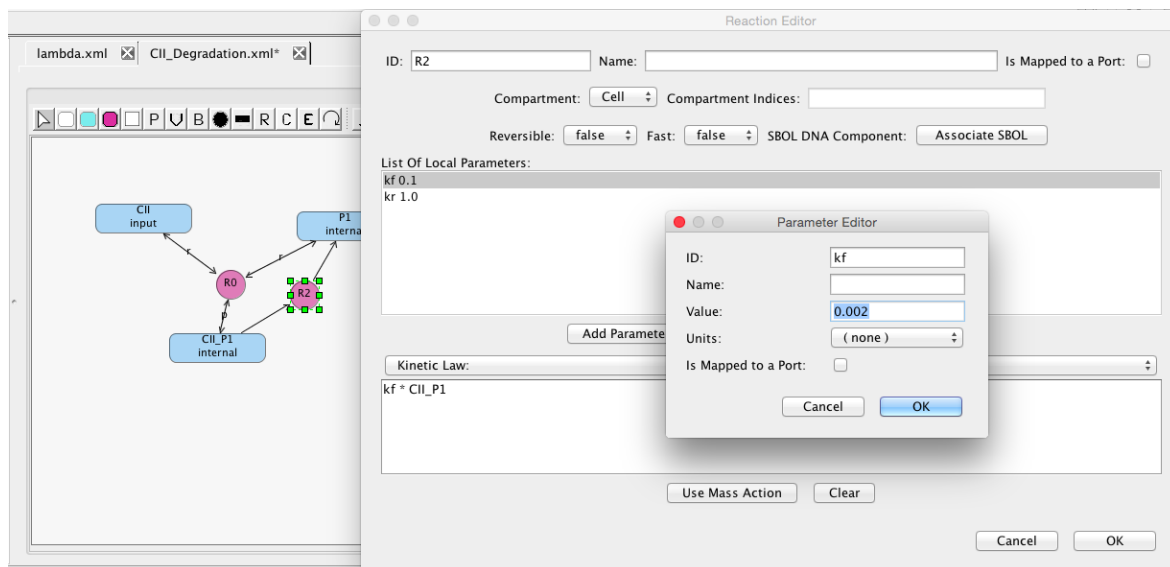 Reaction Editor
lambda.xml CII_Degradation.xml*
ID: R2 Name: Is Mapped to a Port:
Compartment: Cell Compartment Indices:
P V B R C E
Reversible: false Fast: false SBOL DNA Component: Associate SBOL
List Of Local Parameters:
kf 0.1
kr 1.0
CII
input
P1
interna
r
r
R0
R2
p
CII_P1
internal
Parameter Editor
ID: kf
Name:
Value: 0.002
Units: ( none )
Is Mapped to a Port:
Cancel OK
Add Paramete
Kinetic Law:
kf * CII_P1
Use Mass Action Clear
Cancel OK